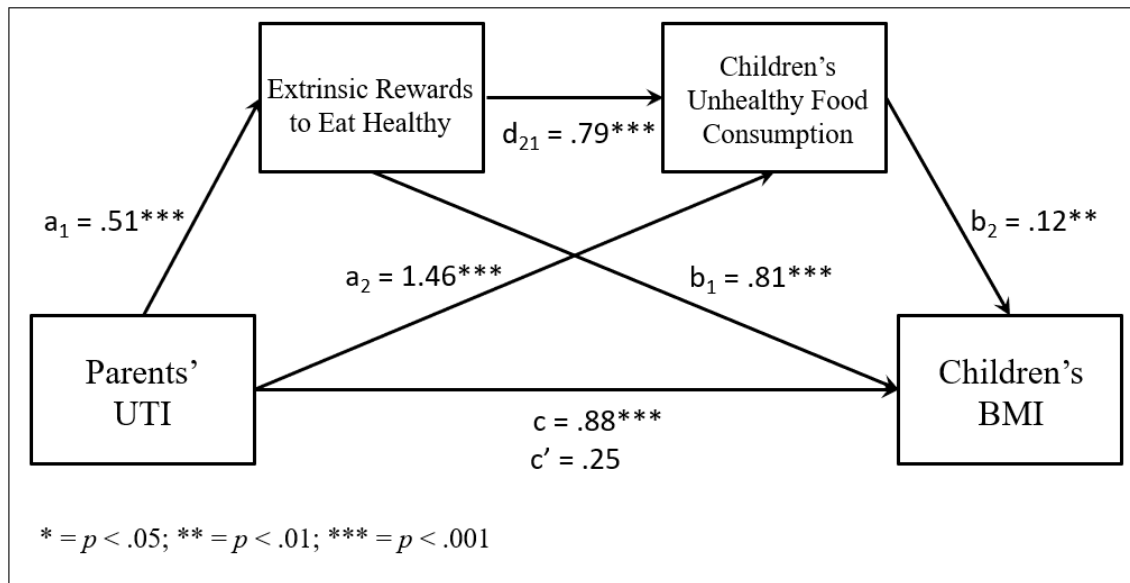 Extrinsic Rewards
to Eat Healthy
Children’s
Unhealthy Food
Consumption
d21 = .79***
a1 = .51***
b2 = .12**
a2 = 1.46***
b1 = .81***
Parents’
UTI
Children’s
BMI
c = .88***
c’ = .25
* = p < .05; ** = p < .01; *** = p < .001